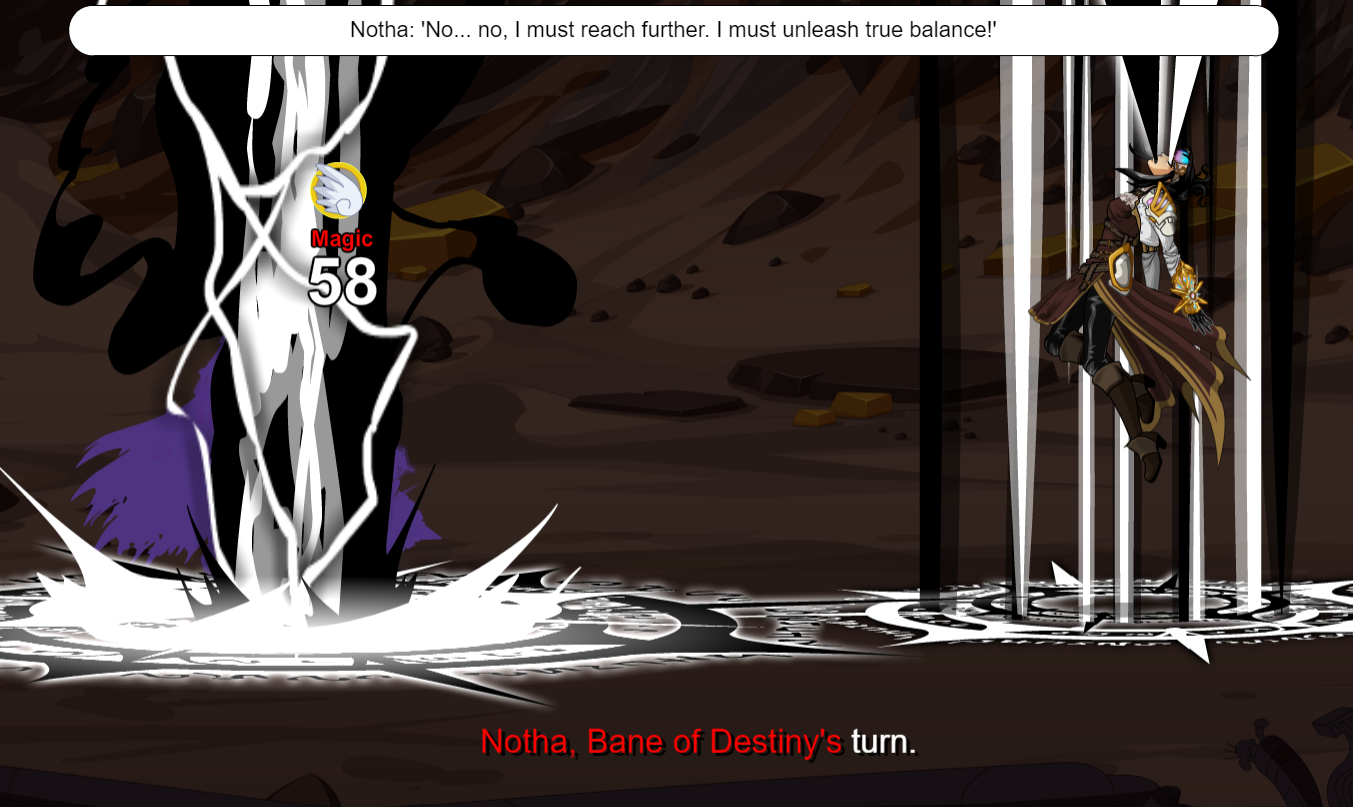 Notha: 'No... no, I must reach further. I must unleash true balance!'
Magic
58
Notha, Bane of Destiny's turn.